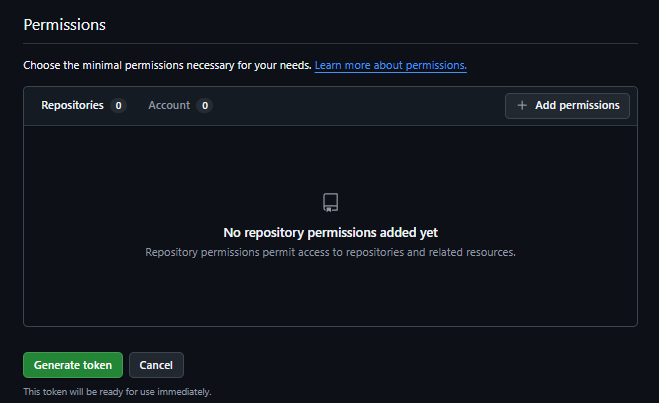 Permissions
Choose the minimal permissions necessary for your needs. Learn more about permissions.
Repositories 0 Account 0 + Add permissions
No repository permissions added yet
Repository permissions permit access to repositories and related resources.
Generate token Cancel
This token will be ready for use immediately.